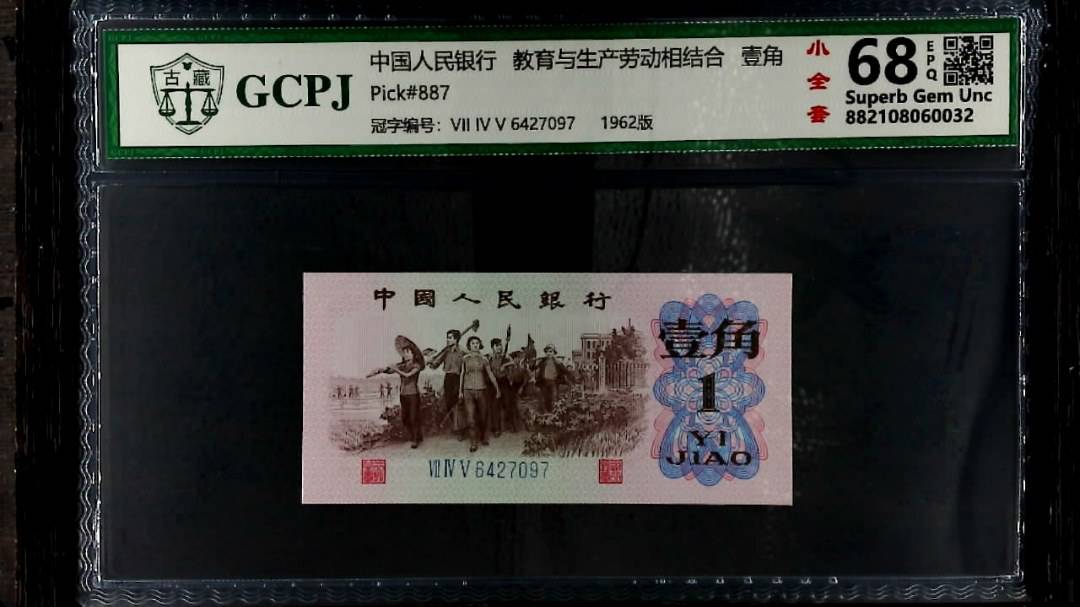 古藏
GCPJ
中国人民银行 教育与生产劳动相结合 壹角
Pick#887
冠字编号: VII IV V 6427097 1962版
小全套
68 EPQ
Superb Gem Unc
882108060032
中國人民銀行
壹角
1
YI
JIAO
VII IV V 6427097